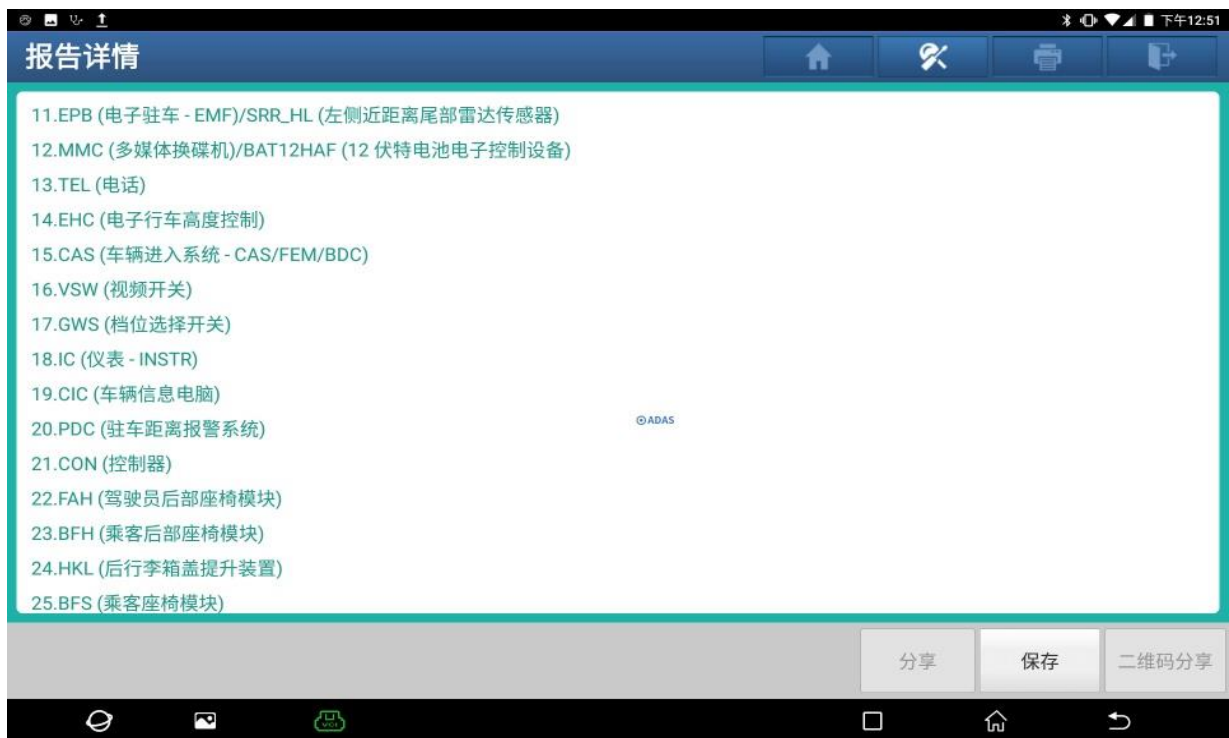 下午12:51
报告详情
11.EPB (电子驻车 - EMF)/SRR_HL (左侧近距离尾部雷达传感器)
12.MMC (多媒体换碟机)/BAT12HAF (12 伏特电池电子控制设备)
13.TEL (电话)
14.EHC (电子行车高度控制)
15.CAS (车辆进入系统 - CAS/FEM/BDC)
16.VSW (视频开关)
17.GWS (档位选择开关)
18.IC (仪表 - INSTR)
19.CIC (车辆信息电脑)
ADAS
20.PDC (驻车距离报警系统)
21.CON (控制器)
22.FAH (驾驶员后部座椅模块)
23.BFH (乘客后部座椅模块)
24.HKL (后行李箱盖提升装置)
25.BFS (乘客座椅模块)
分享 保存 二维码分享
VCI